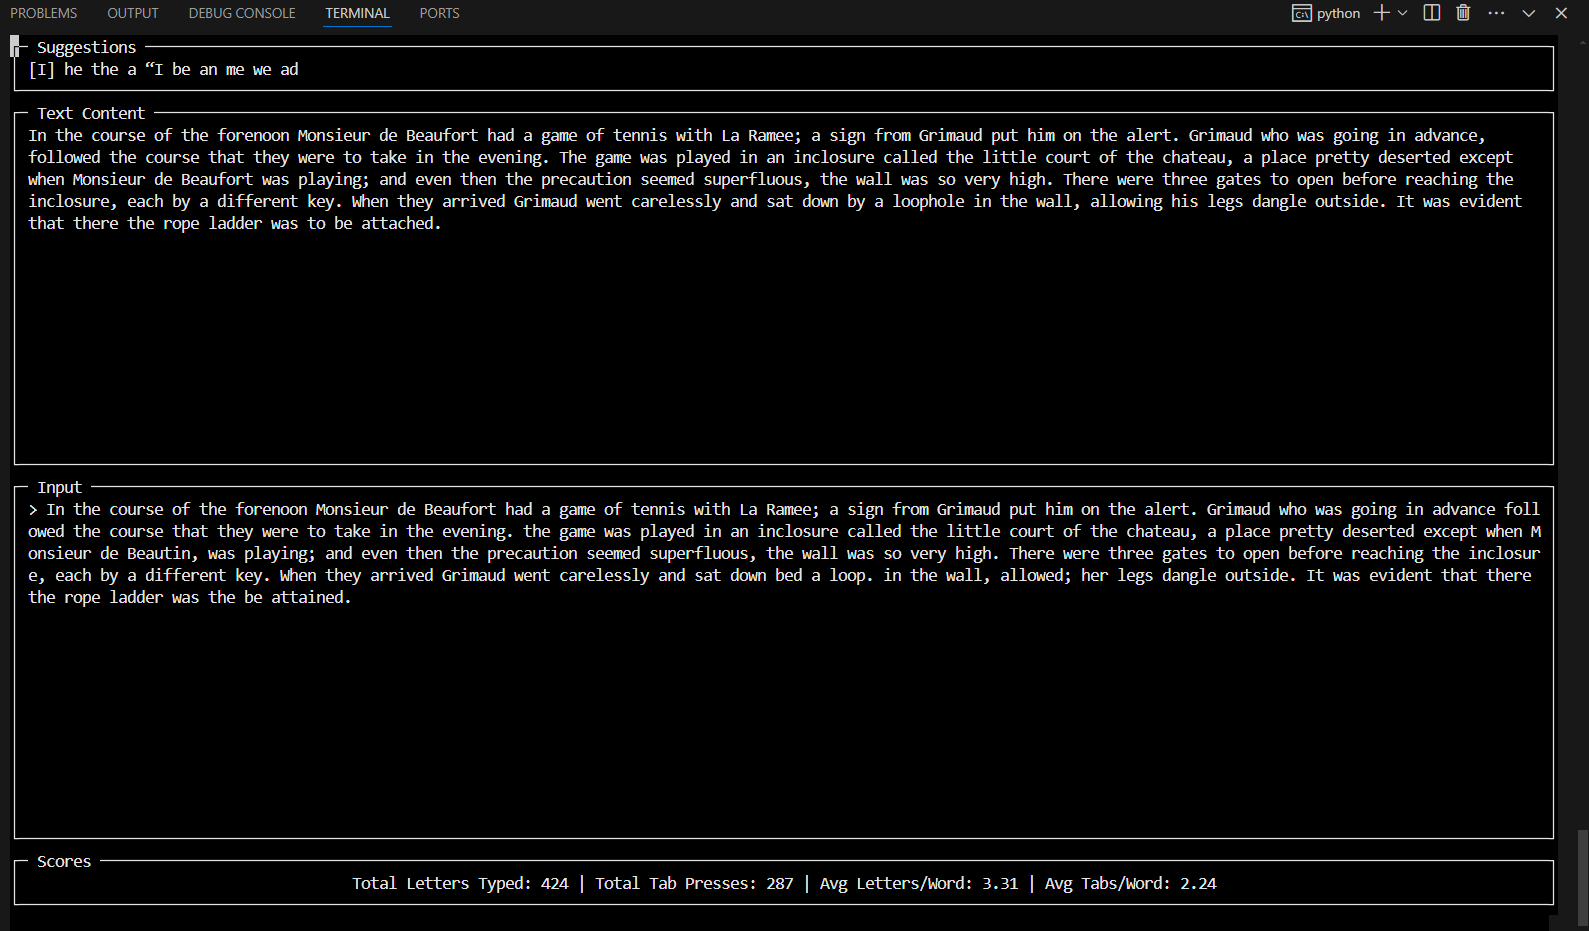 PROBLEMS OUTPUT DEBUG CONSOLE TERMINAL PORTS python
Suggestions
[I] he the a “I be an me we ad
Text Content
In the course of the forenoon Monsieur de Beaufort had a game of tennis with La Ramee; a sign from Grimaud put him on the alert. Grimaud who was going in advance,
followed the course that they were to take in the evening. The game was played in an inclosure called the little court of the chateau, a place pretty deserted except
when Monsieur de Beaufort was playing; and even then the precaution seemed superfluous, the wall was so very high. There were three gates to open before reaching the
inclosure, each by a different key. When they arrived Grimaud went carelessly and sat down by a loophole in the wall, allowing his legs dangle outside. It was evident
that there the rope ladder was to be attached.
Input
> In the course of the forenoon Monsieur de Beaufort had a game of tennis with La Ramee; a sign from Grimaud put him on the alert. Grimaud who was going in advance foll
owed the course that they were to take in the evening. the game was played in an inclosure called the little court of the chateau, a place pretty deserted except when M
onsieur de Beautin, was playing; and even then the precaution seemed superfluous, the wall was so very high. There were three gates to open before reaching the inclosur
e, each by a different key. When they arrived Grimaud went carelessly and sat down bed a loop. in the wall, allowed; her legs dangle outside. It was evident that there
the rope ladder was the be attained.
Scores
Total Letters Typed: 424 | Total Tab Presses: 287 | Avg Letters/Word: 3.31 | Avg Tabs/Word: 2.24